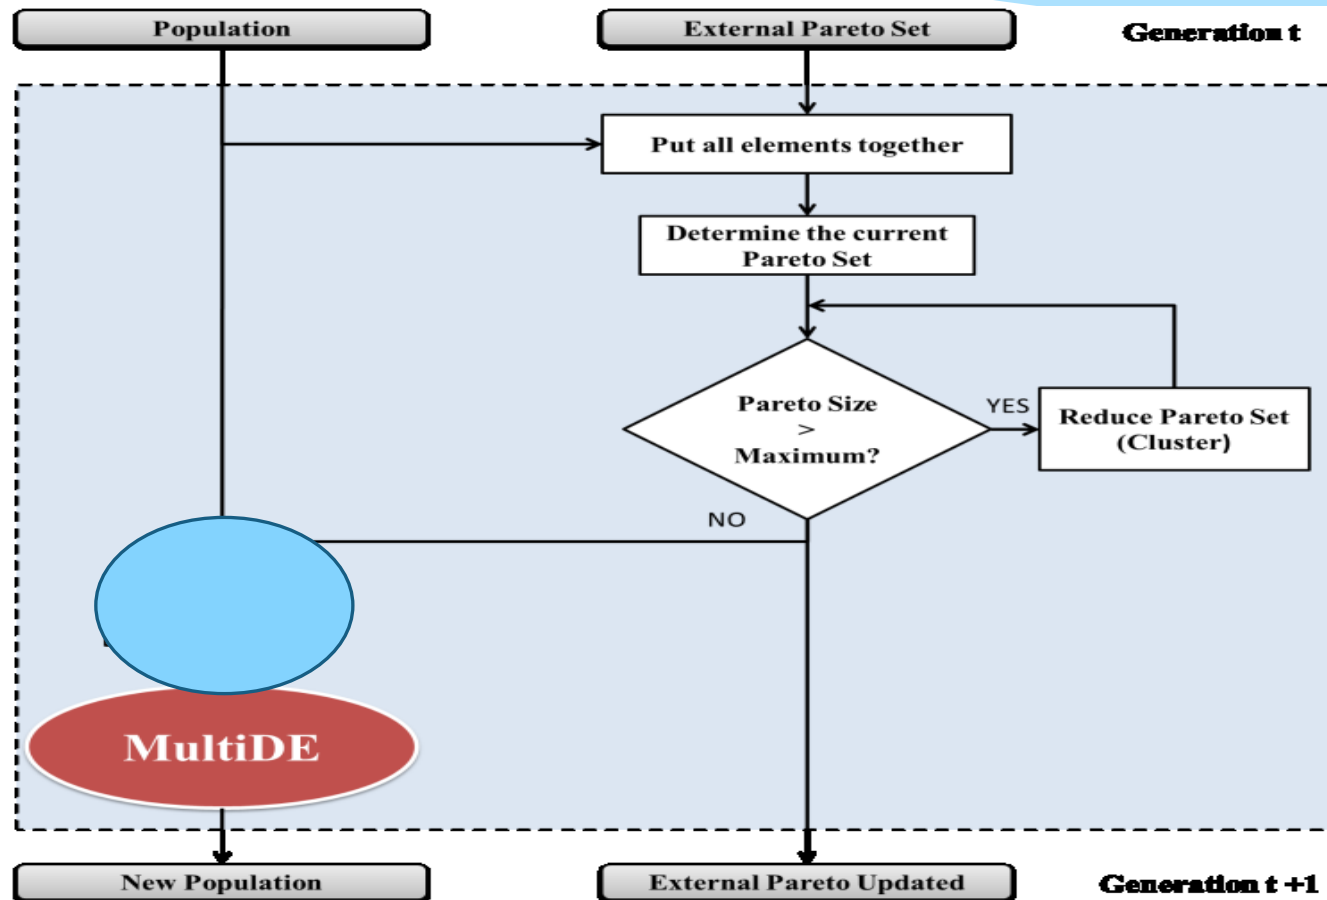 Population
External Pareto Set
Generation t
Put all elements together
Determine the current
Pareto Set
Pareto Size
>
Maximum?
YES
Reduce Pareto Set
(Cluster)
NO
MultiDE
New Population
External Pareto Updated
Generation t +1